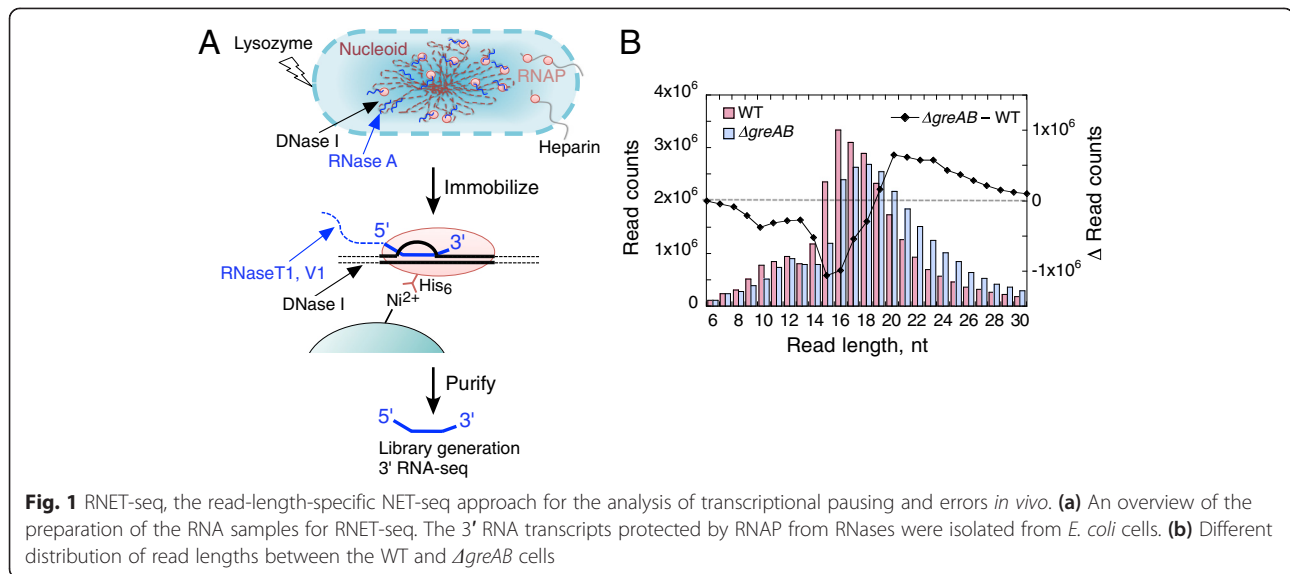 A
Lysozyme
Nucleoid
RNAP
DNase I
RNase A
Heparin
Immobilize
5'
3'
RNaseT1, V1
DNase I
His6
Ni2+
Purify
5'
3'
Library generation
3' RNA-seq
B
4x10^6
3x10^6
2x10^6
1x10^6
0
Read counts
WT
ΔgreAB
ΔgreAB – WT
1x10^6
0
-1x10^6
Δ Read counts
6 8 10 12 14 16 18 20 22 24 26 28 30
Read length, nt
Fig. 1 RNET-seq, the read-length-specific NET-seq approach for the analysis of transcriptional pausing and errors in vivo. (a) An overview of the
preparation of the RNA samples for RNET-seq. The 3′ RNA transcripts protected by RNAP from RNases were isolated from E. coli cells. (b) Different
distribution of read lengths between the WT and ΔgreAB cells